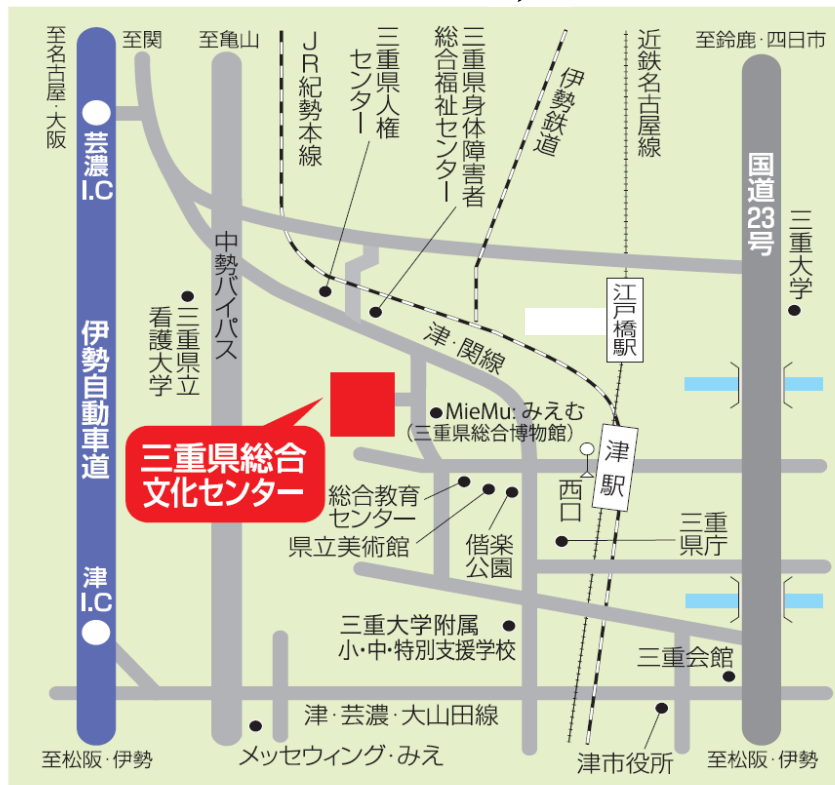 至名古屋・大阪
至関
至亀山
JR紀勢本線
三重県人権
センター
三重県身体障害者
総合福祉センター
伊勢鉄道
近鉄名古屋線
至鈴鹿・四日市
芸濃
I.C
中勢バイパス
国道23号
三重大学
三重県立
看護大学
江戸橋駅
伊勢自動車道
津・関線
MieMu:みえむ
（三重県総合博物館）
三重県総合
文化センター
津駅
西口
総合教育
センター
県立美術館
偕楽
公園
三重
県庁
津
I.C
三重大学附属
小・中・特別支援学校
三重会館
津・芸濃・大山田線
至松阪・伊勢
メッセウィング・みえ
津市役所
至松阪・伊勢